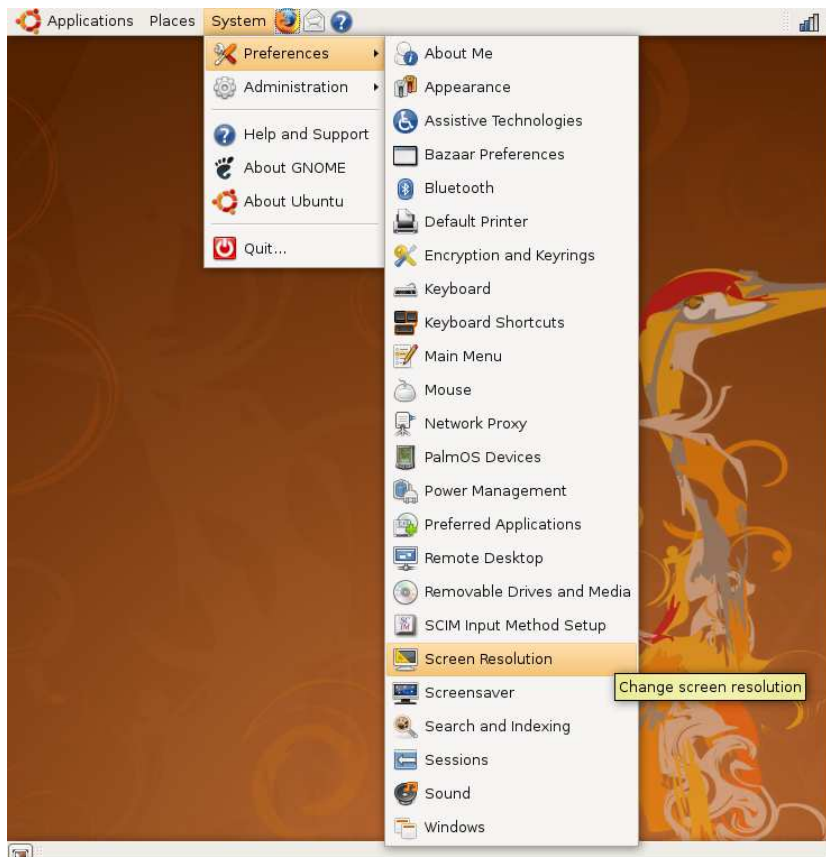 Applications Places System
Preferences
Administration
Help and Support
About GNOME
About Ubuntu
Quit...
About Me
Appearance
Assistive Technologies
Bazaar Preferences
Bluetooth
Default Printer
Encryption and Keyrings
Keyboard
Keyboard Shortcuts
Main Menu
Mouse
Network Proxy
PalmOS Devices
Power Management
Preferred Applications
Remote Desktop
Removable Drives and Media
SCIM Input Method Setup
Screen Resolution
Change screen resolution
Screensaver
Search and Indexing
Sessions
Sound
Windows